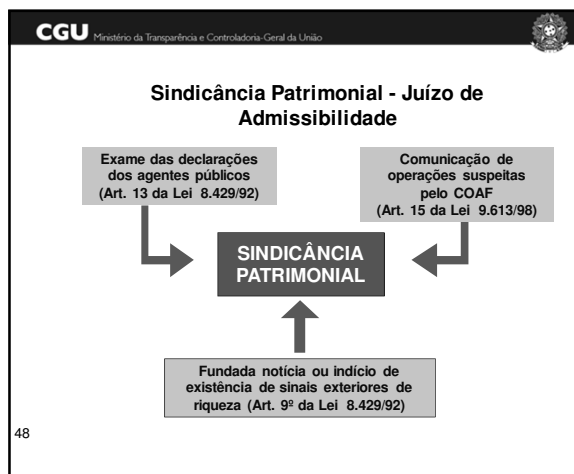 CGU Ministério da Transparência e Controladoria-Geral da União
Sindicância Patrimonial - Juízo de
Admissibilidade
Exame das declarações
dos agentes públicos
(Art. 13 da Lei 8.429/92)
Comunicação de
operações suspeitas
pelo COAF
(Art. 15 da Lei 9.613/98)
SINDICÂNCIA
PATRIMONIAL
Fundada notícia ou indício de
existência de sinais exteriores de
riqueza (Art. 9º da Lei 8.429/92)
48